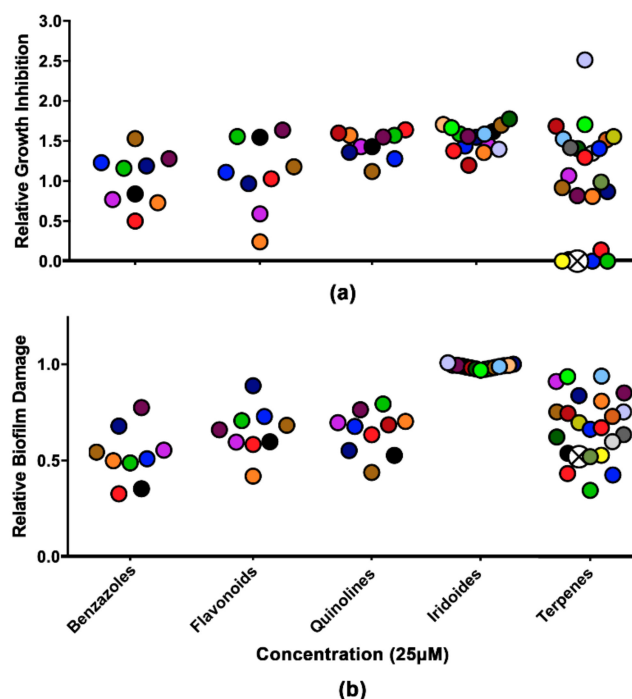 3.0
2.5
2.0
1.5
1.0
0.5
0.0
Relative Growth Inhibition
(a)
1.0
0.5
0.0
Relative Biofilm Damage
Benzazoles
Flavonoids
Quinolines
Iridoides
Terpenes
Concentration (25μM)
(b)